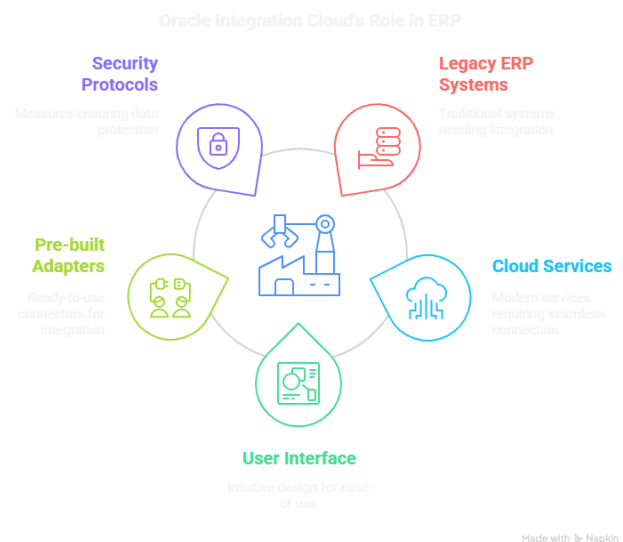 Oracle Integration Cloud's Role in ERP
Security
Protocols
Measures ensuring data
protection
Legacy ERP
Systems
Traditional systems
needing integration
Pre-built
Adapters
Ready-to-use
connectors for
integration
Cloud Services
Modern services
requiring seamless
connection
User Interface
Intuitive design for ease
of use
Made with Napkin